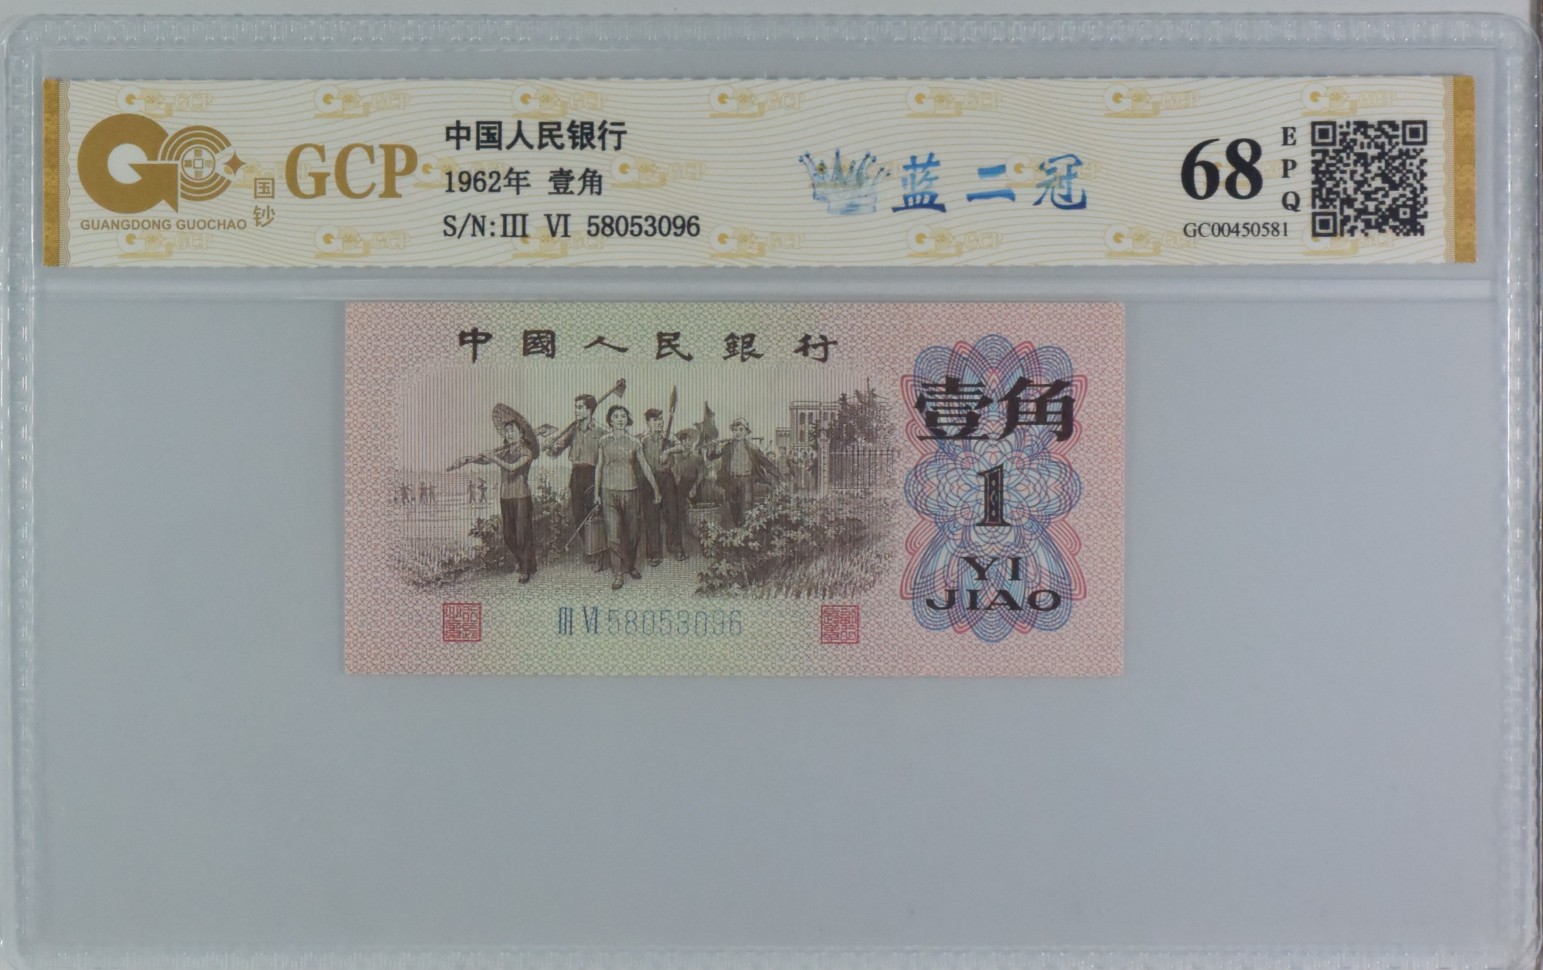 GCP
国
钞
GUANGDONG GUOCHAO
中国人民银行
1962年 壹角
S/N:Ⅲ Ⅵ 58053096
蓝二冠
68
EPQ
GC00450581
中國人民銀行
壹角
1
YI
JIAO
Ⅲ Ⅵ 58053096